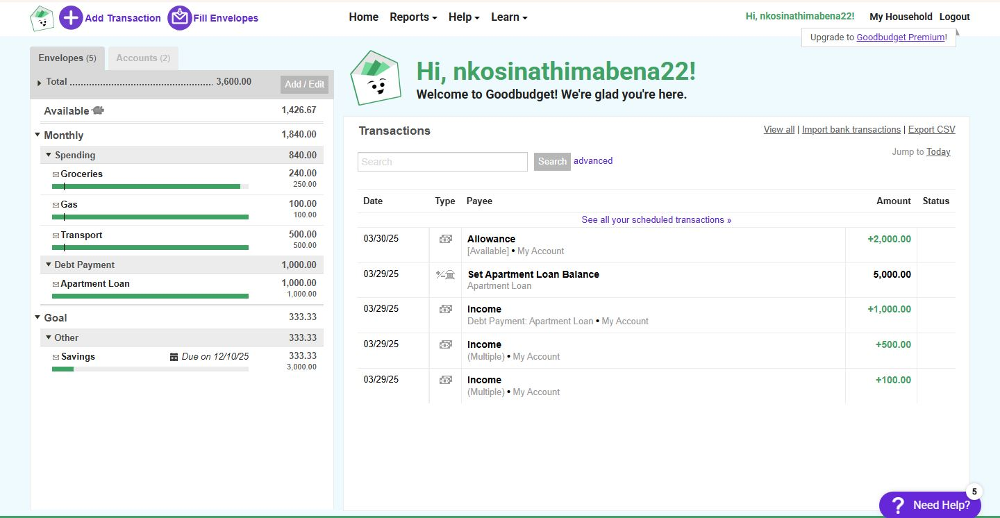 Add Transaction
Fill Envelopes
Home Reports Help Learn
Hi, nkosinathimabena22! My Household Logout
Upgrade to Goodbudget Premium!
Envelopes (5) Accounts (2)
Total 3,600.00 Add / Edit
Available 1,426.67
Monthly 1,840.00
Spending 840.00
Groceries 240.00
250.00
Gas 100.00
100.00
Transport 500.00
500.00
Debt Payment 1,000.00
Apartment Loan 1,000.00
1,000.00
Goal 333.33
Other 333.33
Savings Due on 12/10/25 333.33
3,000.00
Hi, nkosinathimabena22!
Welcome to Goodbudget! We're glad you're here.
Transactions
View all | Import bank transactions | Export CSV
Jump to Today
Search Search advanced
Date Type Payee Amount Status
See all your scheduled transactions »
03/30/25 Allowance +2,000.00
[Available] • My Account
03/29/25 Set Apartment Loan Balance 5,000.00
Apartment Loan
03/29/25 Income +1,000.00
Debt Payment: Apartment Loan • My Account
03/29/25 Income +500.00
(Multiple) • My Account
03/29/25 Income +100.00
(Multiple) • My Account
5
? Need Help?